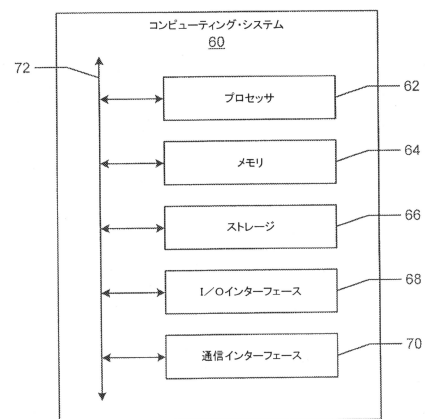 コンピューティング・システム
60
72
プロセッサ
62
メモリ
64
ストレージ
66
I/Oインターフェース
68
通信インターフェース
70